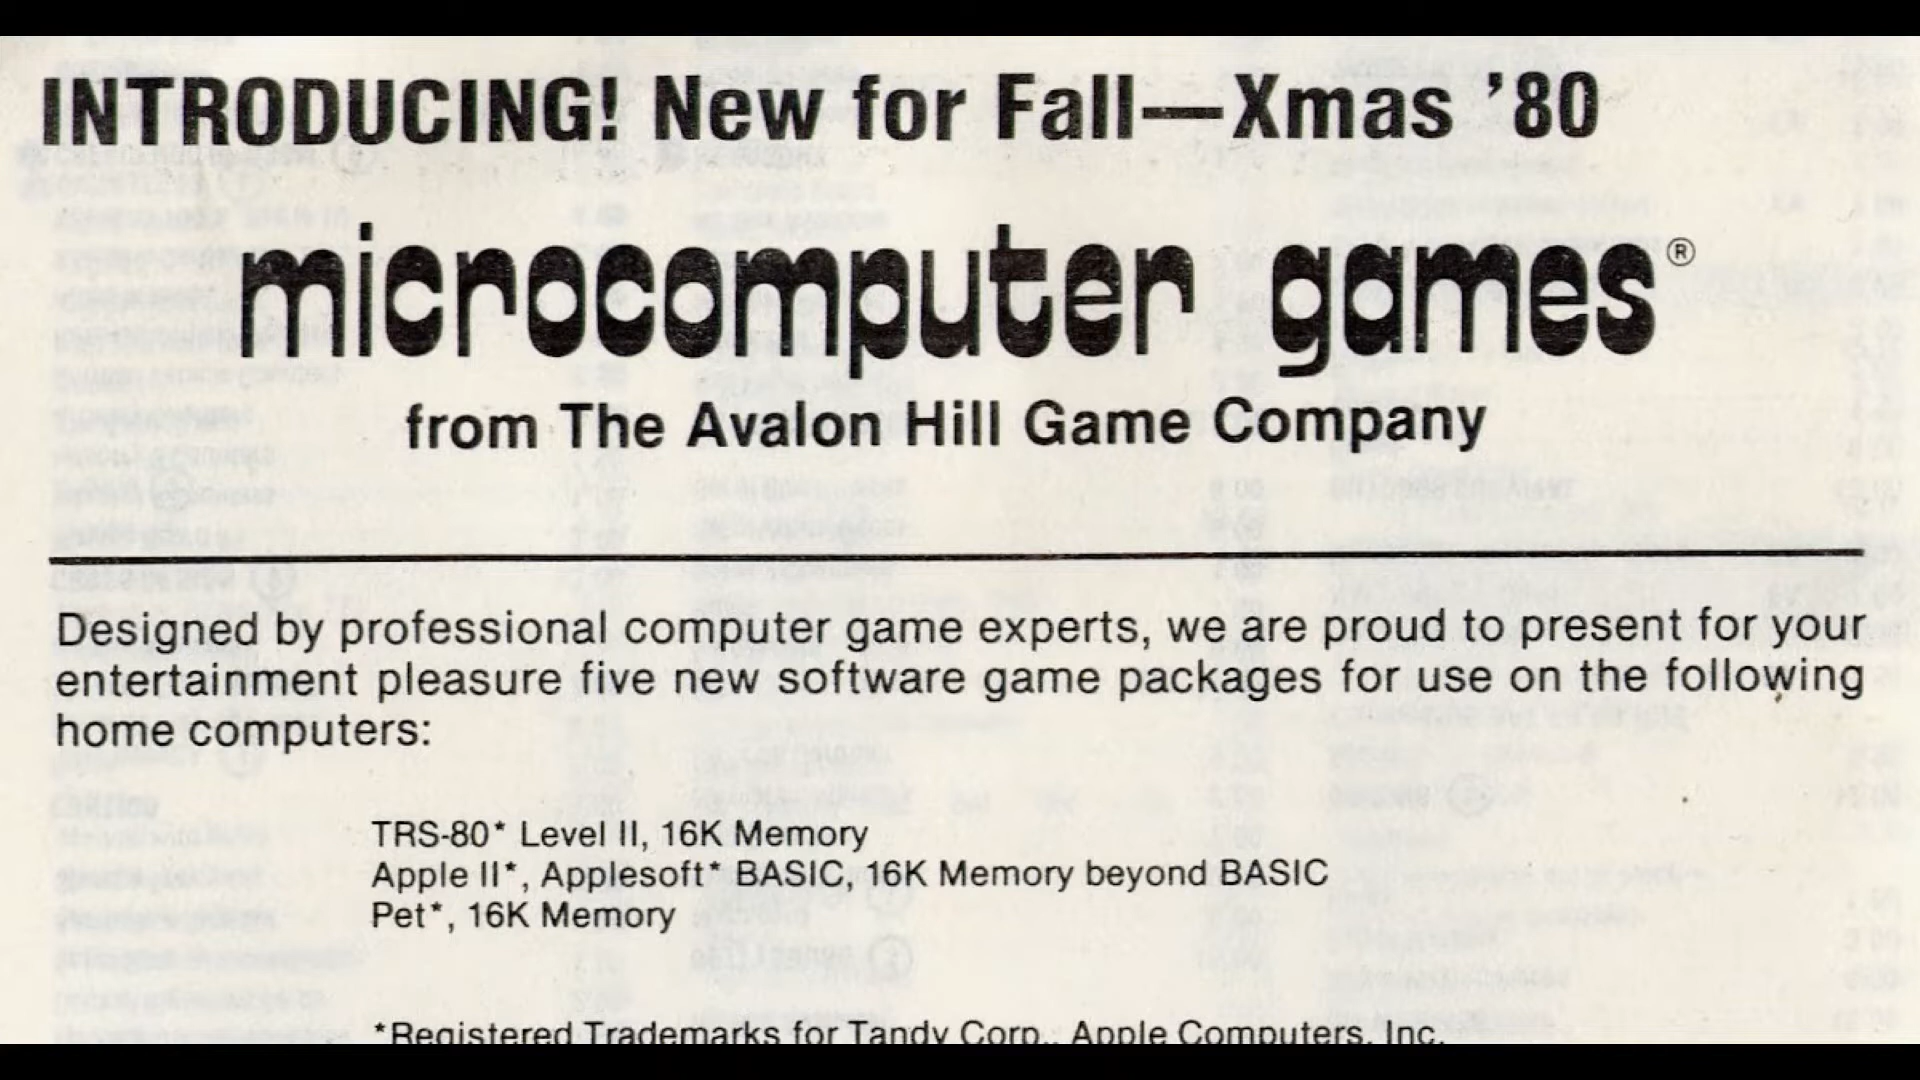 INTRODUCING! New for Fall—Xmas '80
microcomputer games®
from The Avalon Hill Game Company
Designed by professional computer game experts, we are proud to present for your
entertainment pleasure five new software game packages for use on the following
home computers:
TRS-80* Level II, 16K Memory
Apple II*, Applesoft* BASIC, 16K Memory beyond BASIC
Pet*, 16K Memory
*Registered Trademarks for Tandy Corp., Apple Computers, Inc.